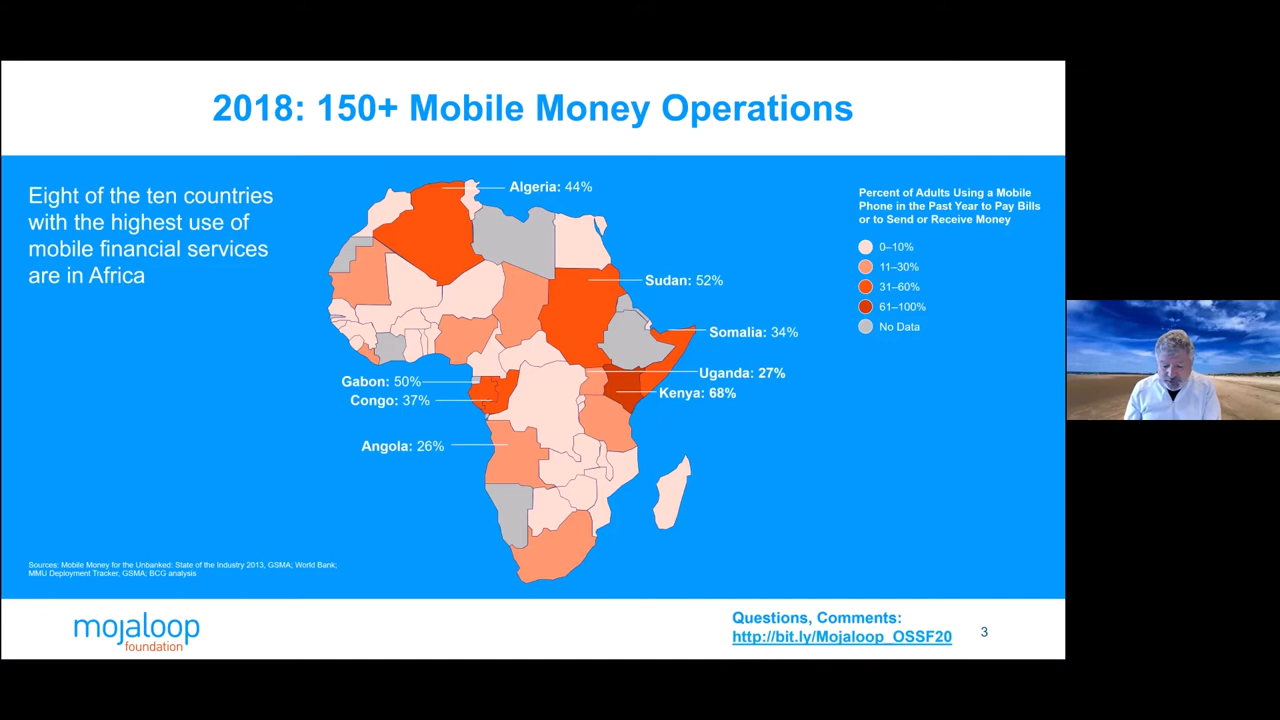 2018: 150+ Mobile Money Operations
Eight of the ten countries
with the highest use of
mobile financial services
are in Africa
Algeria: 44%
Sudan: 52%
Somalia: 34%
Uganda: 27%
Kenya: 68%
Gabon: 50%
Congo: 37%
Angola: 26%
Percent of Adults Using a Mobile
Phone in the Past Year to Pay Bills
or to Send or Receive Money
0–10%
11–30%
31–60%
61–100%
No Data
Sources: Mobile Money for the Unbanked: State of the Industry 2013, GSMA; World Bank;
MMU Deployment Tracker, GSMA; BCG analysis
mojaloop
foundation
Questions, Comments:
http://bit.ly/Mojaloop_OSSF20
3